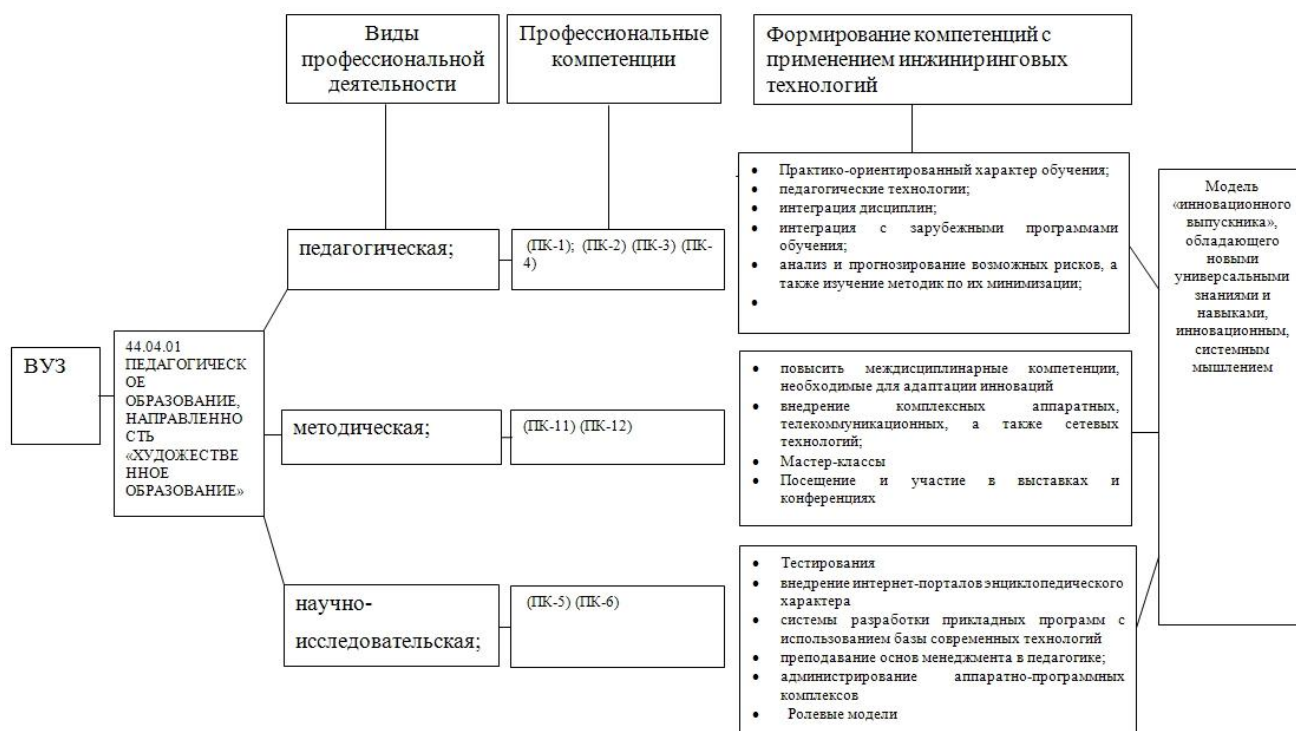 Виды
профессиональной
деятельности
Профессиональные
компетенции
Формирование компетенций с
применением инжиниринговых
технологий
ВУЗ
44.04.01
ПЕДАГОГИЧЕСК
ОЕ
ОБРАЗОВАНИЕ,
НАПРАВЛЕННО
СТЬ
«ХУДОЖЕСТВЕ
ННОЕ
ОБРАЗОВАНИЕ»
педагогическая;
(ПК-1); (ПК-2) (ПК-3) (ПК-
4)
• Практико-ориентированный характер обучения;
• педагогические технологии;
• интеграция дисциплин;
• интеграция с зарубежными программами
обучения;
• анализ и прогнозирование возможных рисков, а
также изучение методик по их минимизации;
•
методическая;
(ПК-11) (ПК-12)
• повысить междисциплинарные компетенции,
необходимые для адаптации инноваций
• внедрение комплексных аппаратных,
телекоммуникационных, а также сетевых
технологий;
• Мастер-классы
• Посещение и участие в выставках и
конференциях
научно-
исследовательская;
(ПК-5) (ПК-6)
• Тестирования
• внедрение интернет-порталов энциклопедического
характера
• системы разработки прикладных программ с
использованием базы современных технологий
• преподавание основ менеджмента в педагогике;
• администрирование аппаратно-программных
комплексов
• Ролевые модели
Модель
«инновационного
выпускника»,
обладающего
новыми
универсальными
знаниями и
навыками,
инновационным,
системным
мышлением